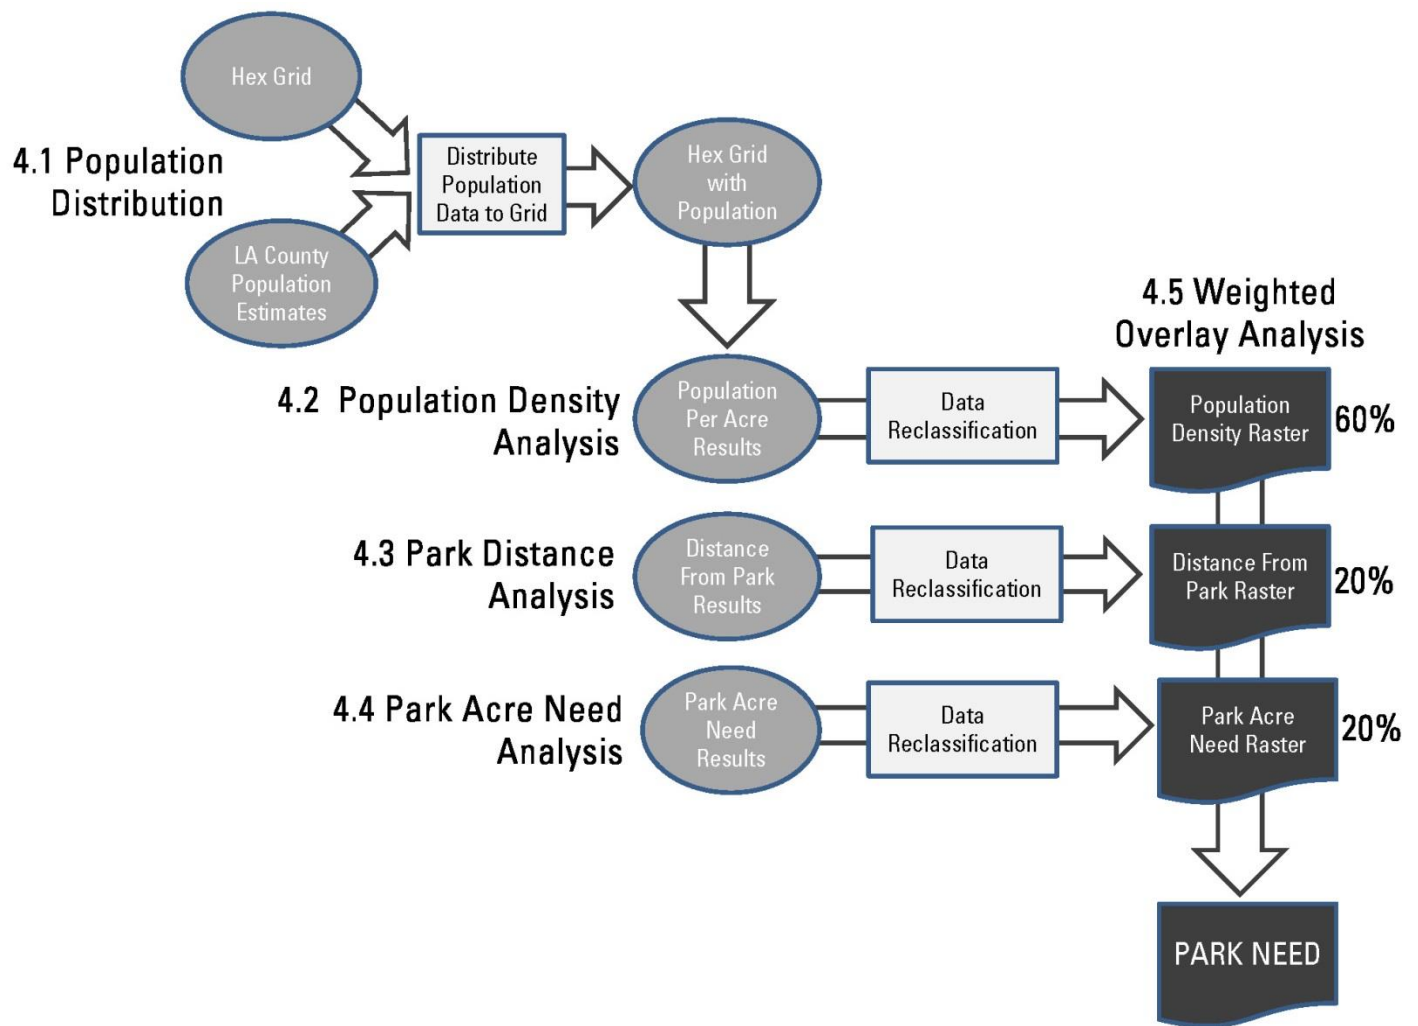 Hex Grid
4.1 Population
Distribution
Distribute
Population
Data to Grid
Hex Grid
with
Population
LA County
Population
Estimates
4.5 Weighted
Overlay Analysis
4.2 Population Density
Analysis
Population
Per Acre
Results
Data
Reclassification
Population
Density Raster
60%
4.3 Park Distance
Analysis
Distance
From Park
Results
Data
Reclassification
Distance From
Park Raster
20%
4.4 Park Acre Need
Analysis
Park Acre
Need
Results
Data
Reclassification
Park Acre
Need Raster
20%
PARK NEED